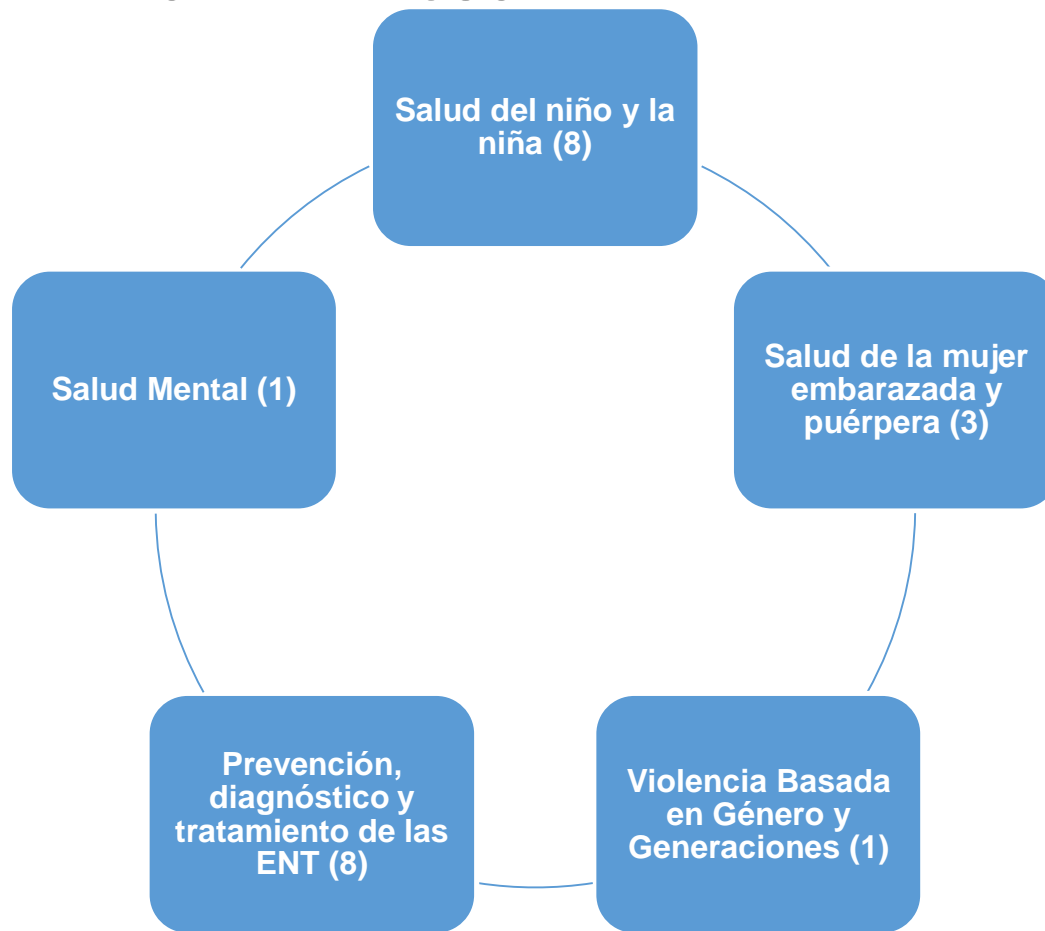 Salud del niño y la
niña (8)
Salud de la mujer
embarazada y
puérpera (3)
Violencia Basada
en Género y
Generaciones (1)
Prevención,
diagnóstico y
tratamiento de las
ENT (8)
Salud Mental (1)